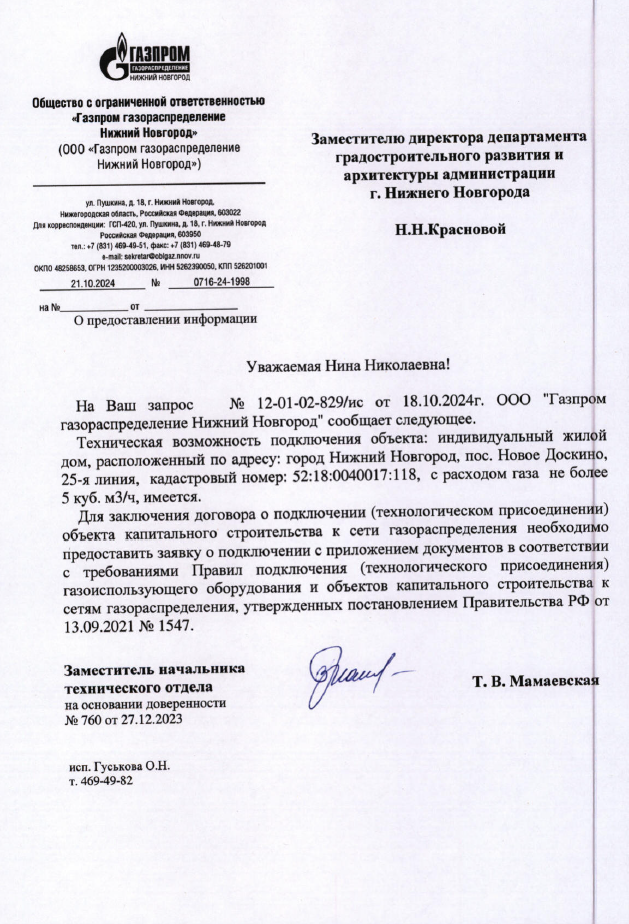 ГАЗПРОМ
ГАЗОРАСПРЕДЕЛЕНИЕ
НИЖНИЙ НОВГОРОД
Общество с ограниченной ответственностью
«Газпром газораспределение
Нижний Новгород»
(ООО «Газпром газораспределение
Нижний Новгород»)
ул. Пушкина, д. 18, г. Нижний Новгород,
Нижегородская область, Российская Федерация, 603022
Для корреспонденции: ГСП-420, ул. Пушкина, д. 18, г. Нижний Новгород
Российская Федерация, 603950
тел.: +7 (831) 469-49-51, факс: +7 (831) 469-48-79
e-mail: sekretar@oblgaz.nnov.ru
ОКПО 48258653, ОГРН 1235200003026, ИНН 5262390050, КПП 526201001
21.10.2024 № 0716-24-1998
на № от
О предоставлении информации
Заместителю директора департамента
градостроительного развития и
архитектуры администрации
г. Нижнего Новгорода
Н.Н.Красновой
Уважаемая Нина Николаевна!
На Ваш запрос № 12-01-02-829/ис от 18.10.2024г. ООО "Газпром
газораспределение Нижний Новгород" сообщает следующее.
Техническая возможность подключения объекта: индивидуальный жилой
дом, расположенный по адресу: город Нижний Новгород, пос. Новое Доскино,
25-я линия, кадастровый номер: 52:18:0040017:118, с расходом газа не более
5 куб. м3/ч, имеется.
Для заключения договора о подключении (технологическом присоединении)
объекта капитального строительства к сети газораспределения необходимо
предоставить заявку о подключении с приложением документов в соответствии
с требованиями Правил подключения (технологического присоединения)
газоиспользующего оборудования и объектов капитального строительства к
сетям газораспределения, утвержденных постановлением Правительства РФ от
13.09.2021 № 1547.
Заместитель начальника
технического отдела
на основании доверенности
№ 760 от 27.12.2023
Т. В. Мамаевская
исп. Гуськова О.Н.
т. 469-49-82